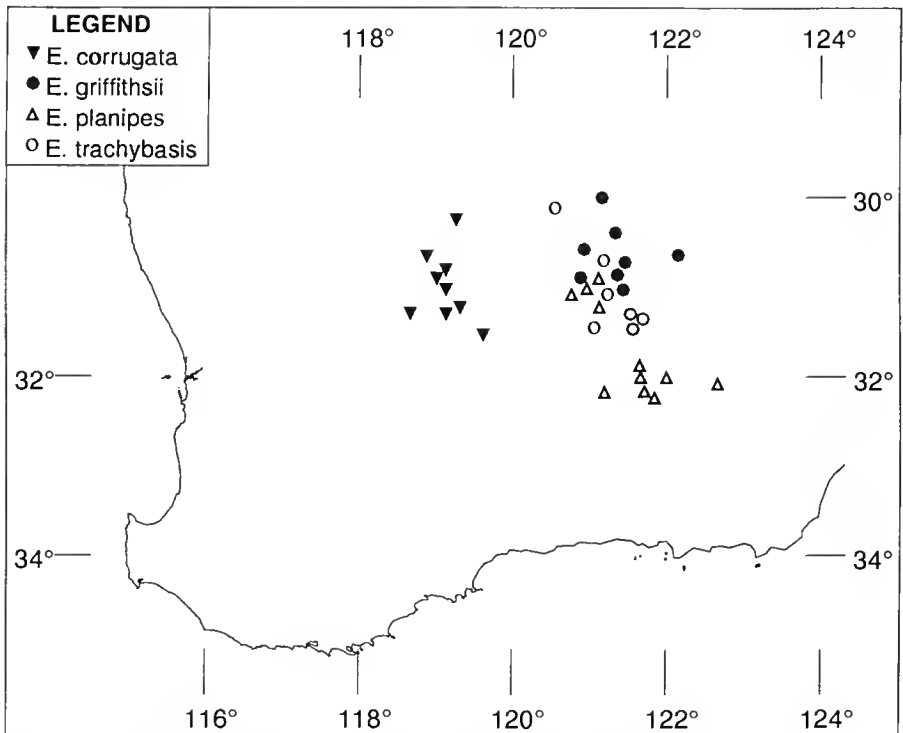 LEGEND
E. corrugata
E. griffithsii
E. planipes
E. trachybasis
118° 120° 122° 124°
30°
32° 32°
34° 34°
116° 118° 120° 122° 124°